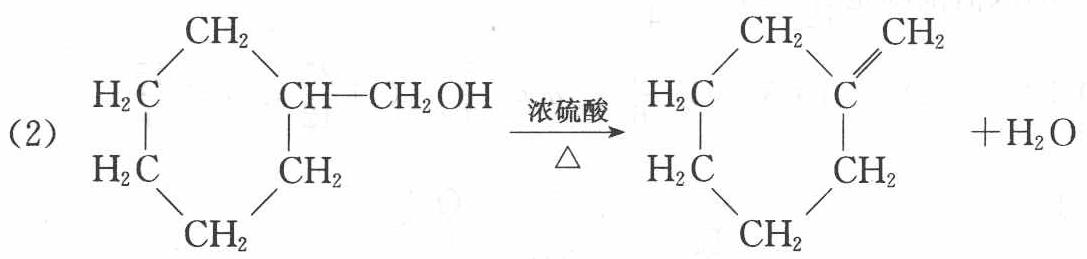 CH₂ CH₂ CH₂
H₂C CH—CH₂OH 浓硫酸 H₂C C
(2) △ +H₂O
H₂C CH₂ H₂C CH₂
CH₂ CH₂